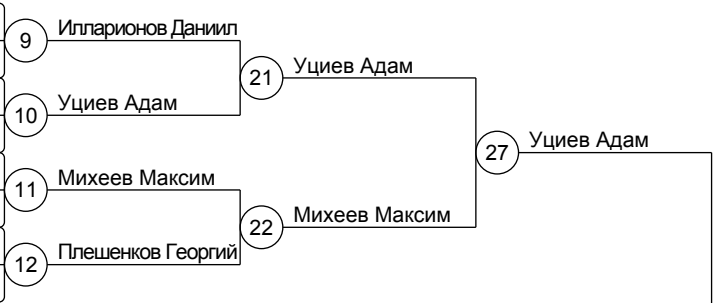 9 Илларионов Даниил
21 Уциев Адам
10 Уциев Адам
27 Уциев Адам
11 Михеев Максим
22 Михеев Максим
12 Плешенков Георгий